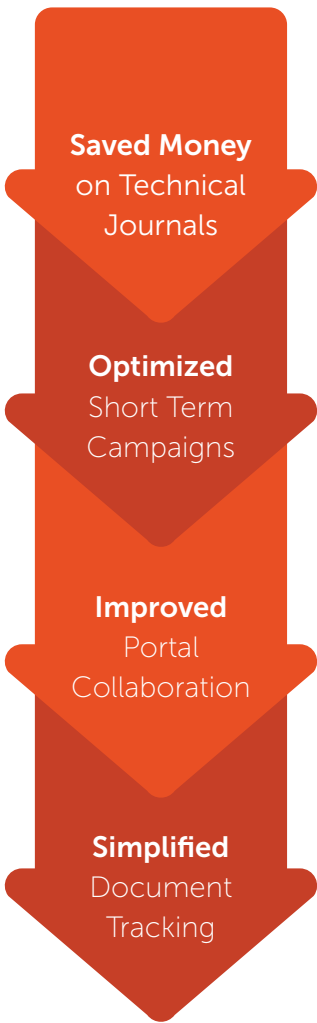 Saved Money
on Technical
Journals
Optimized
Short Term
Campaigns
Improved
Portal
Collaboration
Simplified
Document
Tracking